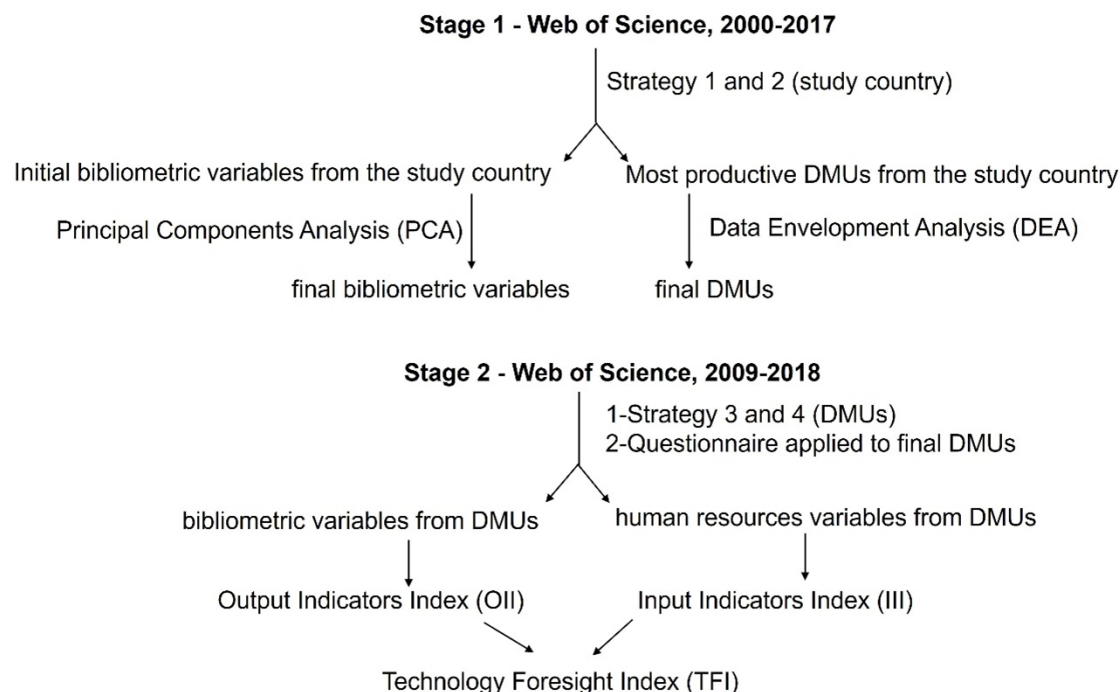 Stage 1 - Web of Science, 2000-2017
Strategy 1 and 2 (study country)
Initial bibliometric variables from the study country
Most productive DMUs from the study country
Principal Components Analysis (PCA)
Data Envelopment Analysis (DEA)
final bibliometric variables
final DMUs
Stage 2 - Web of Science, 2009-2018
1-Strategy 3 and 4 (DMUs)
2-Questionnaire applied to final DMUs
bibliometric variables from DMUs
human resources variables from DMUs
Output Indicators Index (OII)
Input Indicators Index (III)
Technology Foresight Index (TFI)